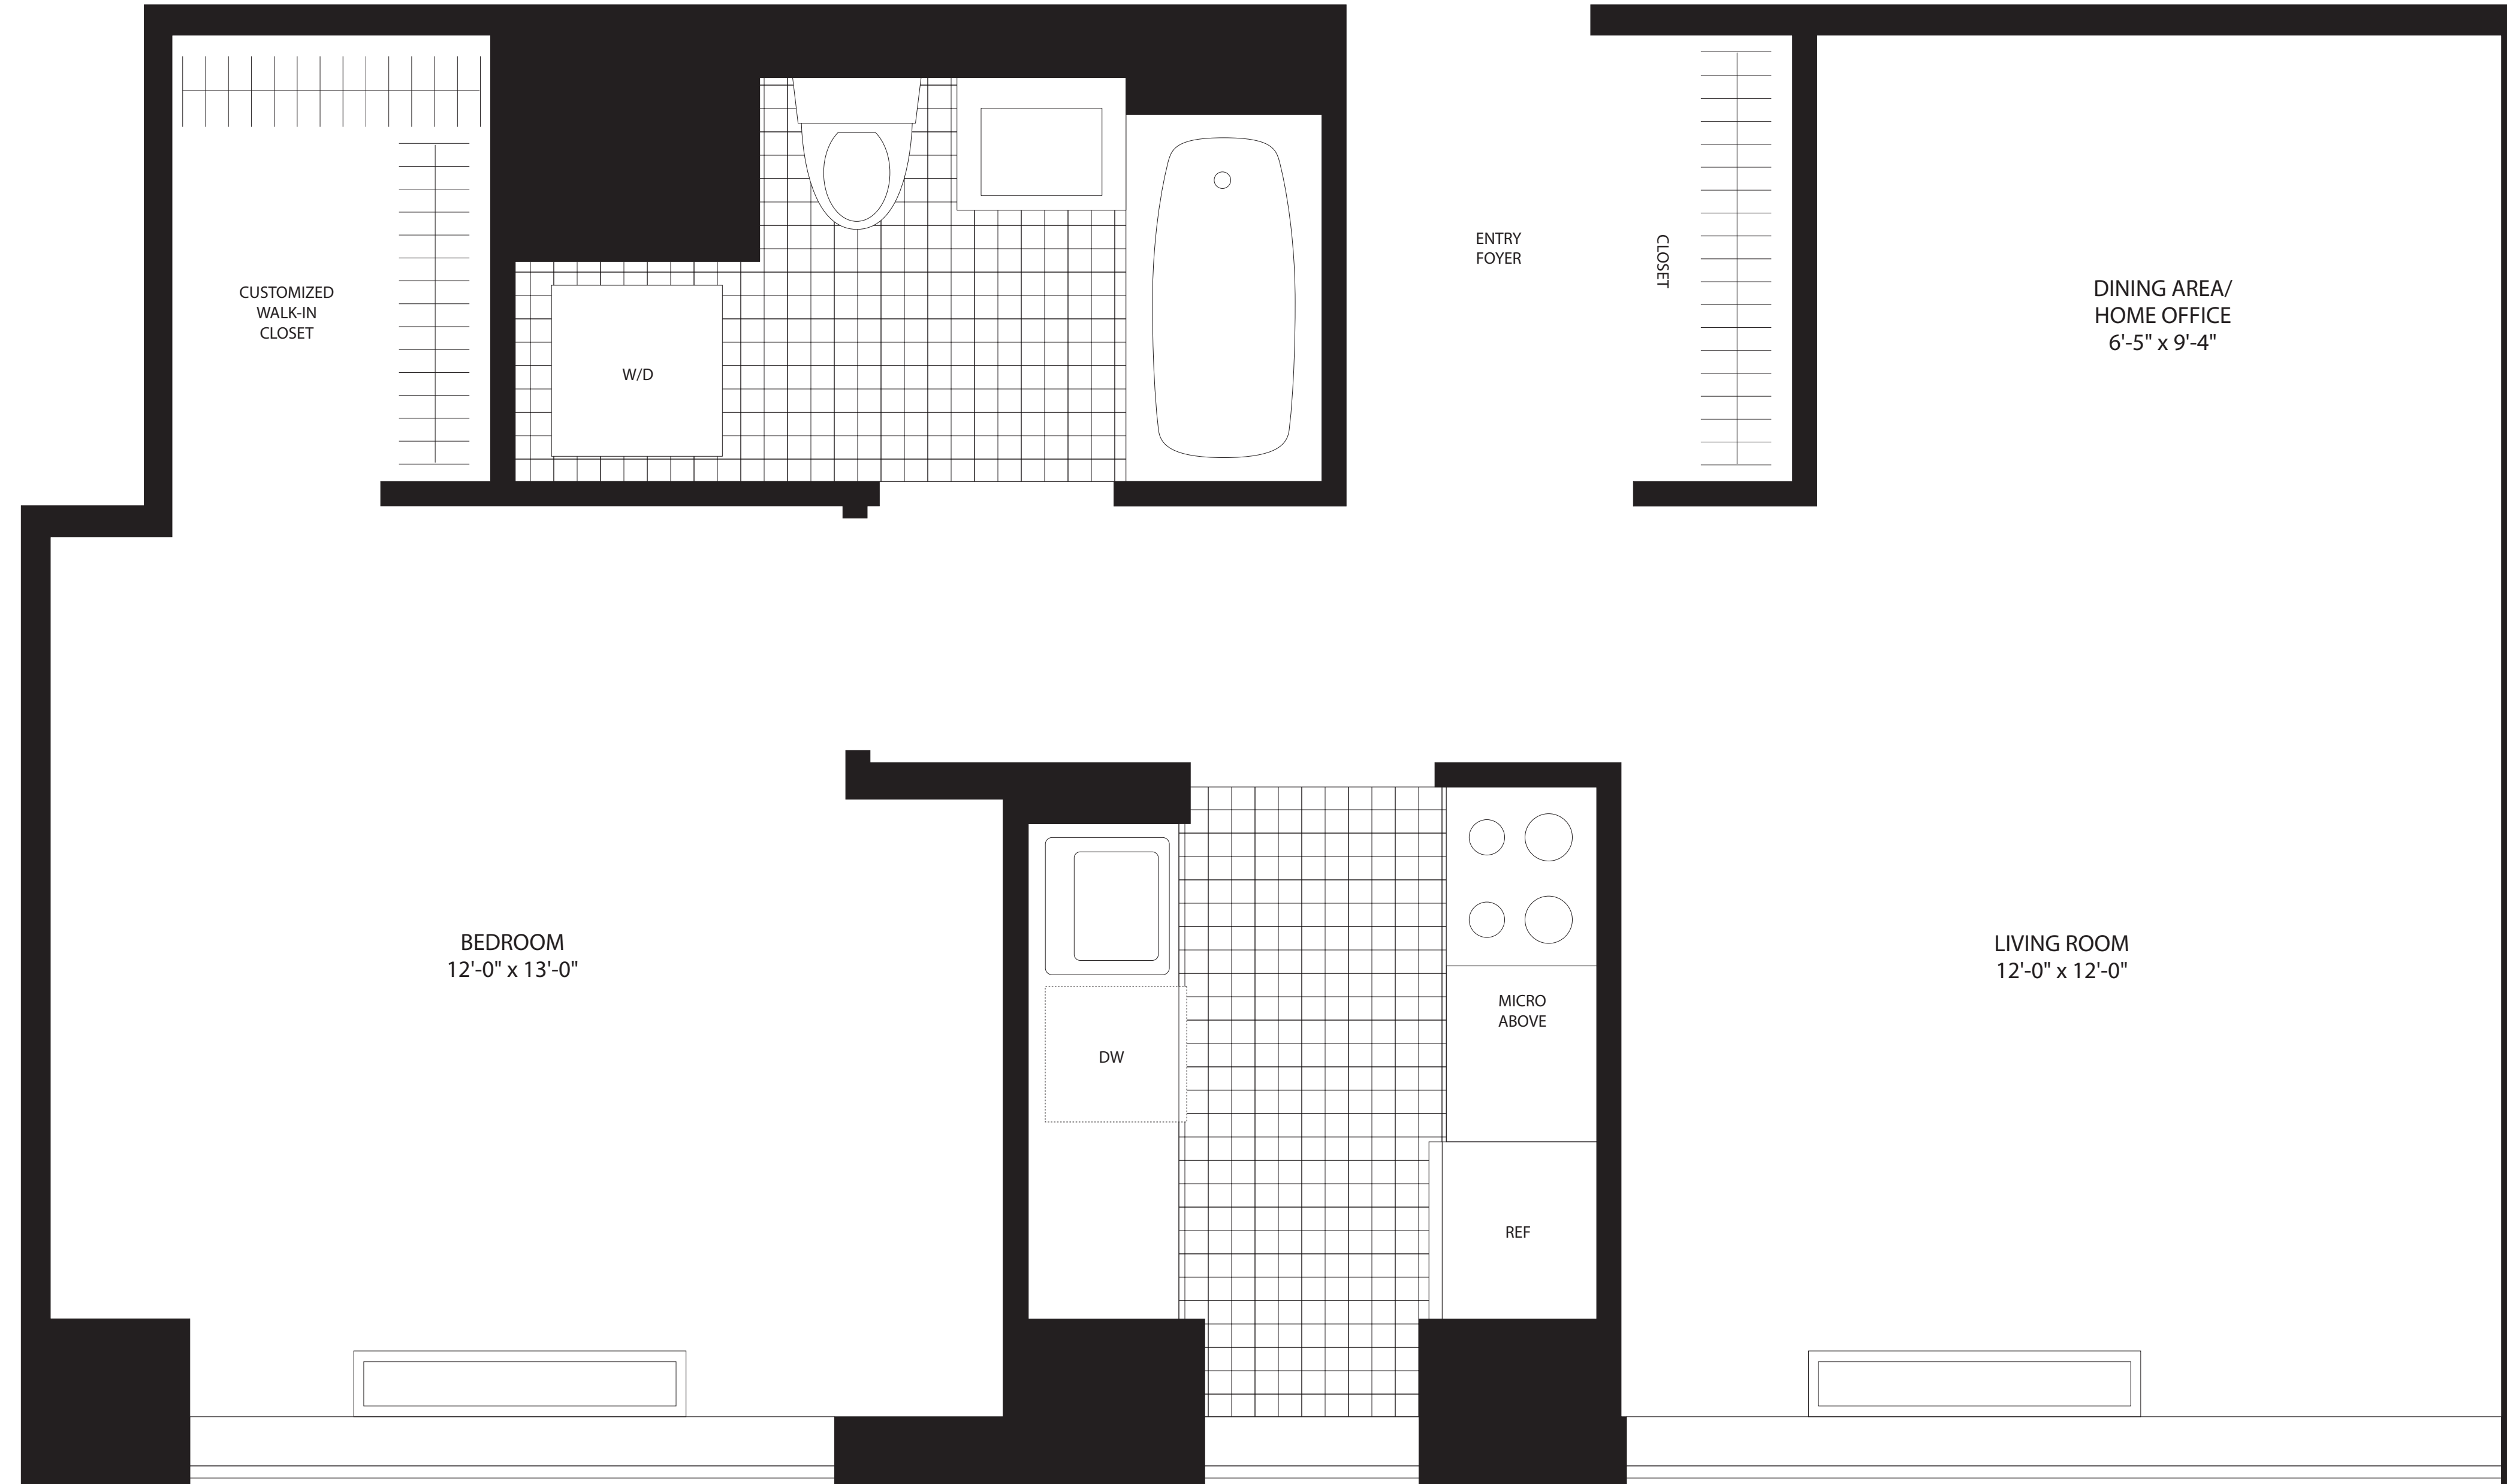 ENTRY
FOYER
CLOSET
CUSTOMIZED
WALK-IN
CLOSET
DINING AREA/
HOME OFFICE
6'-5" x 9'-4"
W/D
BEDROOM
12'-0" x 13'-0"
LIVING ROOM
12'-0" x 12'-0"
MICRO
ABOVE
DW
REF